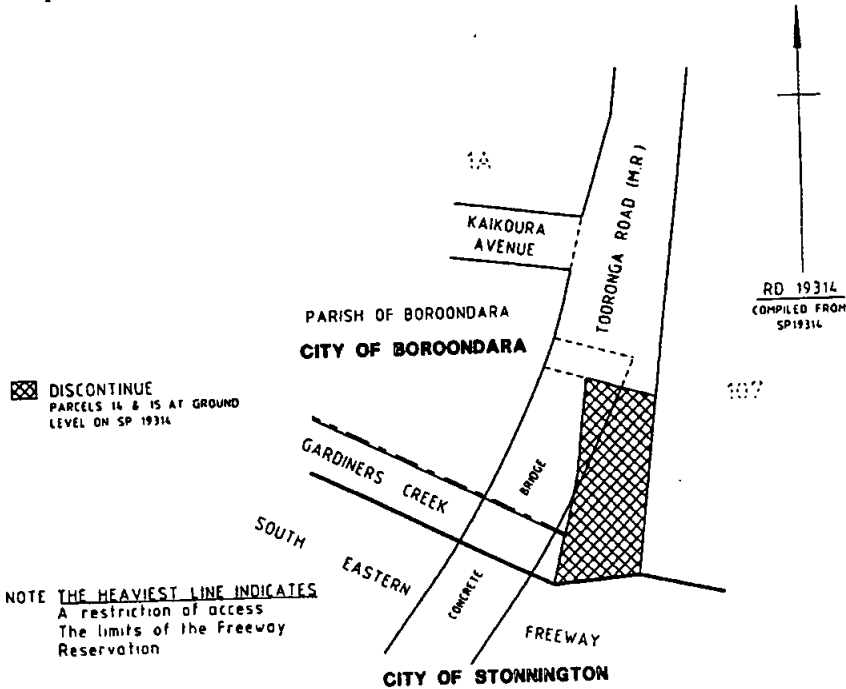 1A
KAIKOURA
AVENUE
TOORONGA ROAD (M.R.)
RD 19314
COMPILED FROM
SP19314
PARISH OF BOROONDARA
CITY OF BOROONDARA
DISCONTINUE
PARCELS 14 & 15 AT GROUND
LEVEL ON SP 19314
107
GARDINERS CREEK
BRIDGE
SOUTH EASTERN FREEWAY
CONCRETE
NOTE THE HEAVIEST LINE INDICATES
A restriction of access
The limits of the Freeway
Reservation
CITY OF STONNINGTON